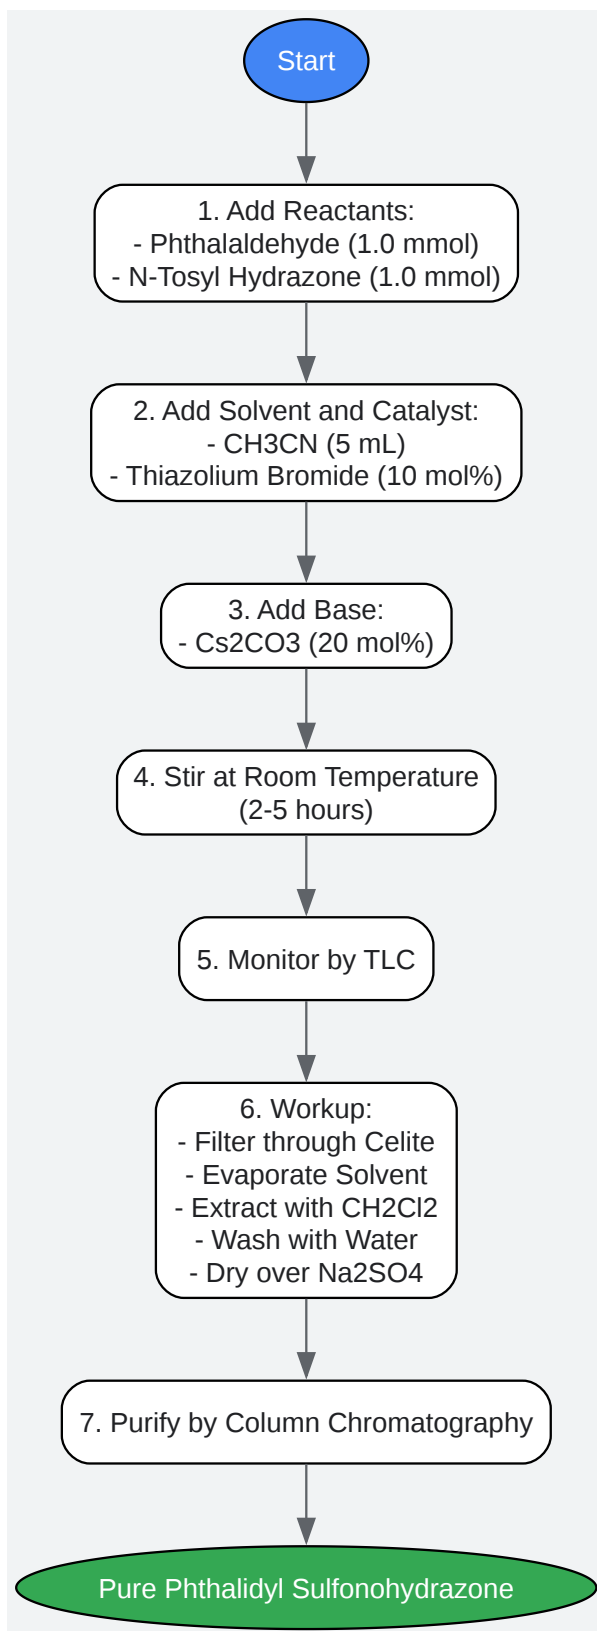 Start
1. Add Reactants:
- Phthalaldehyde (1.0 mmol)
- N-Tosyl Hydrazone (1.0 mmol)
2. Add Solvent and Catalyst:
- CH3CN (5 mL)
- Thiazolium Bromide (10 mol%)
3. Add Base:
- Cs2CO3 (20 mol%)
4. Stir at Room Temperature
(2-5 hours)
5. Monitor by TLC
6. Workup:
- Filter through Celite
- Evaporate Solvent
- Extract with CH2Cl2
- Wash with Water
- Dry over Na2SO4
7. Purify by Column Chromatography
Pure Phthalidyl Sulfonohydrazone